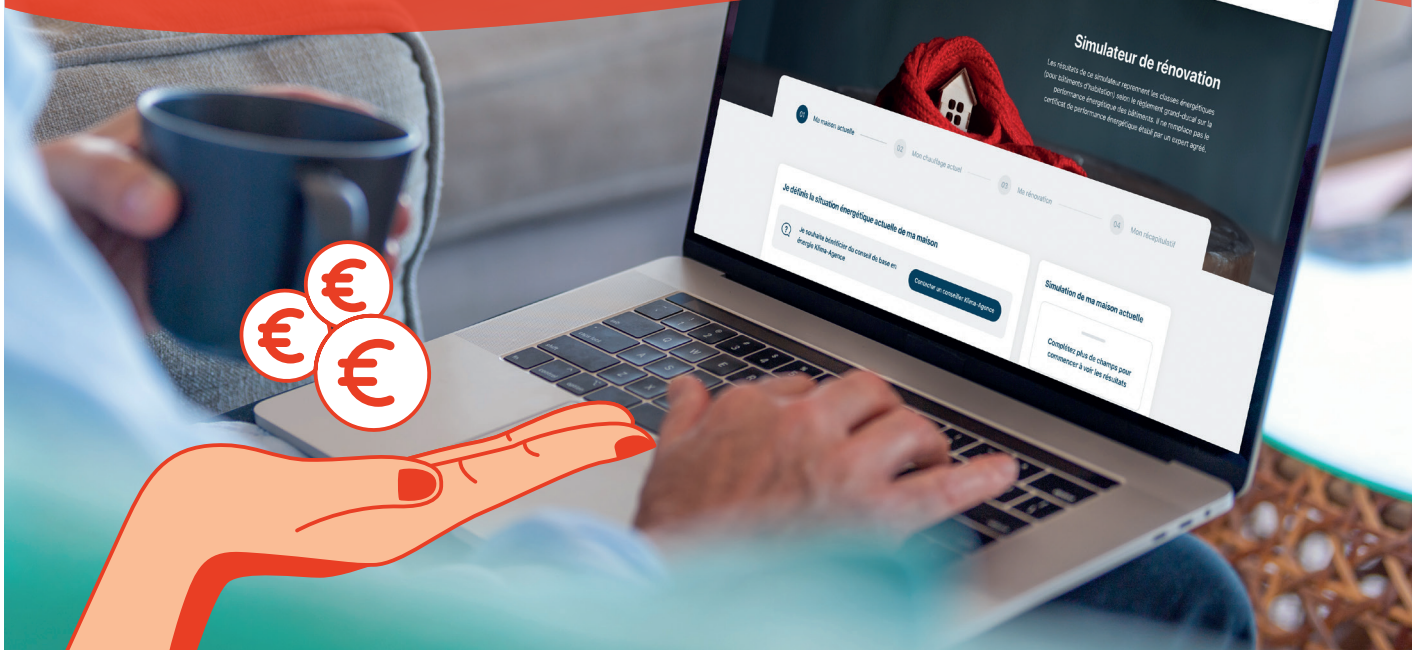 Simulateur de rénovation
Les résultats de ce simulateur reprennent les classes énergétiques
(pour bâtiments d'habitation) selon le règlement grand-ducal sur la
performance énergétique des bâtiments. Il ne remplace pas le
certificat de performance énergétique établi par un expert agréé.
01 Ma maison actuelle
02 Mon chauffage actuel
03 Ma rénovation
04 Mon récapitulatif
Je définis la situation énergétique actuelle de ma maison
? Je souhaite bénéficier du conseil de base en
énergie Klima-Agence
Contacter un conseiller Klima-Agence
Simulation de ma maison actuelle
Complétez plus de champs pour
commencer à voir les résultats
€
€
€